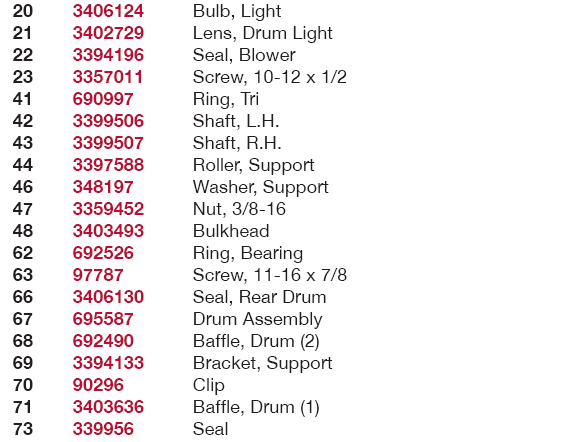 20 3406124 Bulb, Light
21 3402729 Lens, Drum Light
22 3394196 Seal, Blower
23 3357011 Screw, 10-12 x 1/2
41 690997 Ring, Tri
42 3399506 Shaft, L.H.
43 3399507 Shaft, R.H.
44 3397588 Roller, Support
46 348197 Washer, Support
47 3359452 Nut, 3/8-16
48 3403493 Bulkhead
62 692526 Ring, Bearing
63 97787 Screw, 11-16 x 7/8
66 3406130 Seal, Rear Drum
67 695587 Drum Assembly
68 692490 Baffle, Drum (2)
69 3394133 Bracket, Support
70 90296 Clip
71 3403636 Baffle, Drum (1)
73 339956 Seal